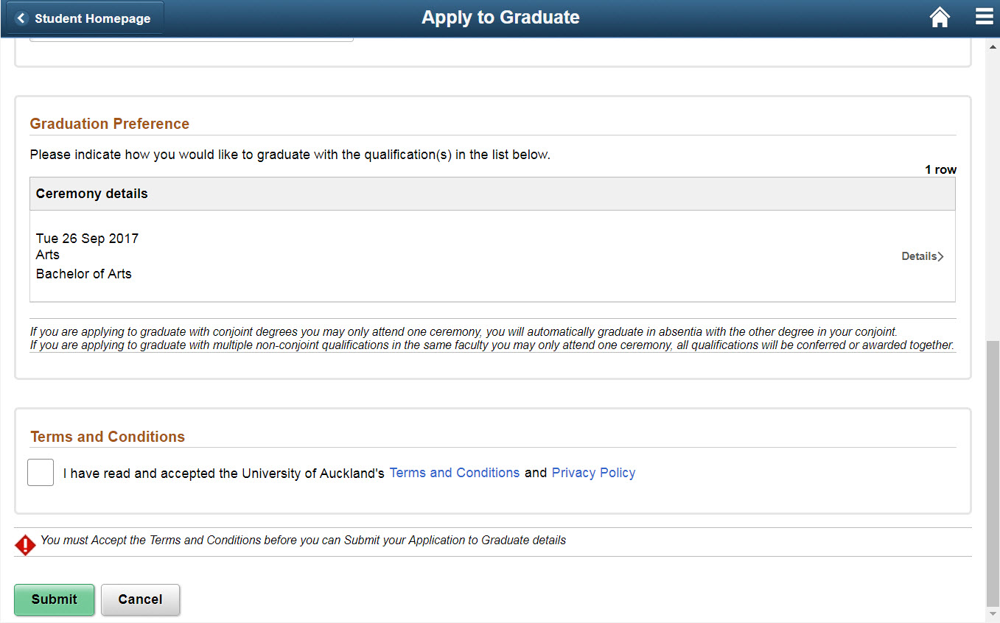 Student Homepage
Apply to Graduate
Graduation Preference
Please indicate how you would like to graduate with the qualification(s) in the list below.
1 row
Ceremony details
Tue 26 Sep 2017
Arts
Details
Bachelor of Arts
If you are applying to graduate with conjoint degrees you may only attend one ceremony, you will automatically graduate in absentia with the other degree in your conjoint.
If you are applying to graduate with multiple non-conjoint qualifications in the same faculty you may only attend one ceremony, all qualifications will be conferred or awarded together.
Terms and Conditions
I have read and accepted the University of Auckland's Terms and Conditions and Privacy Policy
You must Accept the Terms and Conditions before you can Submit your Application to Graduate details
Submit Cancel